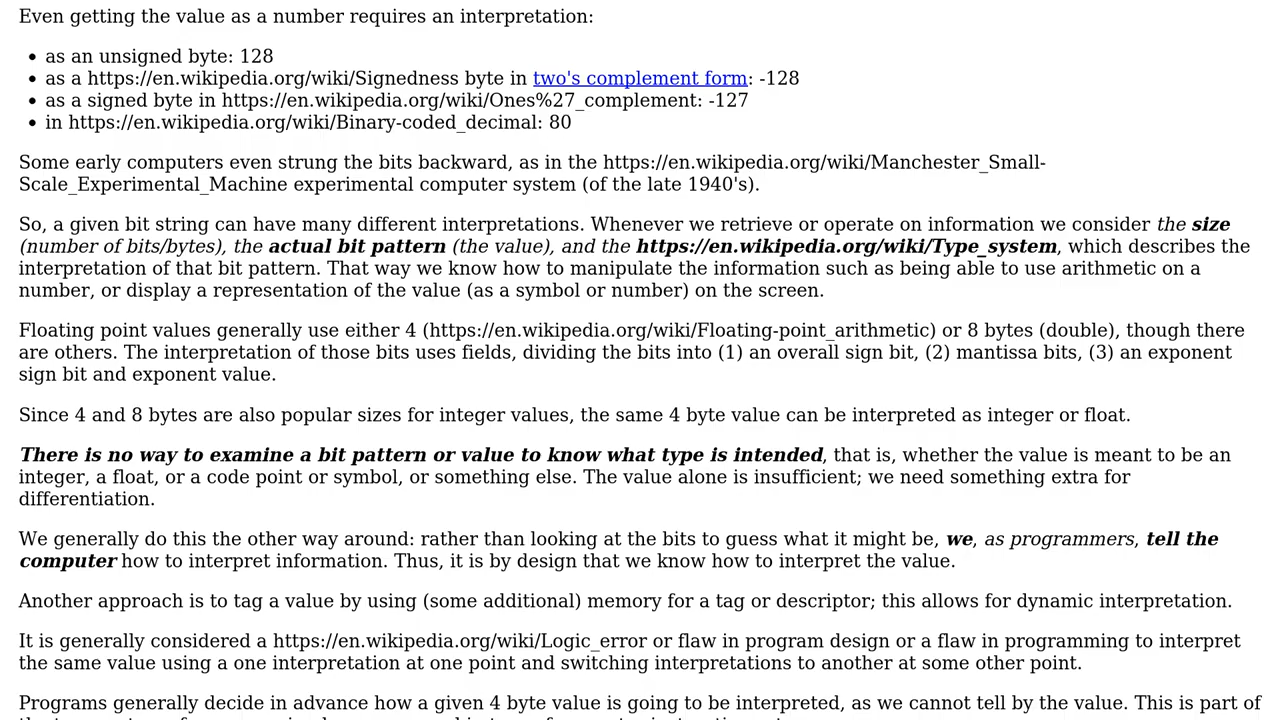 Even getting the value as a number requires an interpretation:
• as an unsigned byte: 128
• as a https://en.wikipedia.org/wiki/Signedness byte in two's complement form: -128
• as a signed byte in https://en.wikipedia.org/wiki/Ones%27_complement: -127
• in https://en.wikipedia.org/wiki/Binary-coded_decimal: 80
Some early computers even strung the bits backward, as in the https://en.wikipedia.org/wiki/Manchester_Small-
Scale_Experimental_Machine experimental computer system (of the late 1940's).
So, a given bit string can have many different interpretations. Whenever we retrieve or operate on information we consider the size
(number of bits/bytes), the actual bit pattern (the value), and the https://en.wikipedia.org/wiki/Type_system, which describes the
interpretation of that bit pattern. That way we know how to manipulate the information such as being able to use arithmetic on a
number, or display a representation of the value (as a symbol or number) on the screen.
Floating point values generally use either 4 (https://en.wikipedia.org/wiki/Floating-point_arithmetic) or 8 bytes (double), though there
are others. The interpretation of those bits uses fields, dividing the bits into (1) an overall sign bit, (2) mantissa bits, (3) an exponent
sign bit and exponent value.
Since 4 and 8 bytes are also popular sizes for integer values, the same 4 byte value can be interpreted as integer or float.
There is no way to examine a bit pattern or value to know what type is intended, that is, whether the value is meant to be an
integer, a float, or a code point or symbol, or something else. The value alone is insufficient; we need something extra for
differentiation.
We generally do this the other way around: rather than looking at the bits to guess what it might be, we, as programmers, tell the
computer how to interpret information. Thus, it is by design that we know how to interpret the value.
Another approach is to tag a value by using (some additional) memory for a tag or descriptor; this allows for dynamic interpretation.
It is generally considered a https://en.wikipedia.org/wiki/Logic_error or flaw in program design or a flaw in programming to interpret
the same value using a one interpretation at one point and switching interpretations to another at some other point.
Programs generally decide in advance how a given 4 byte value is going to be interpreted, as we cannot tell by the value. This is part of